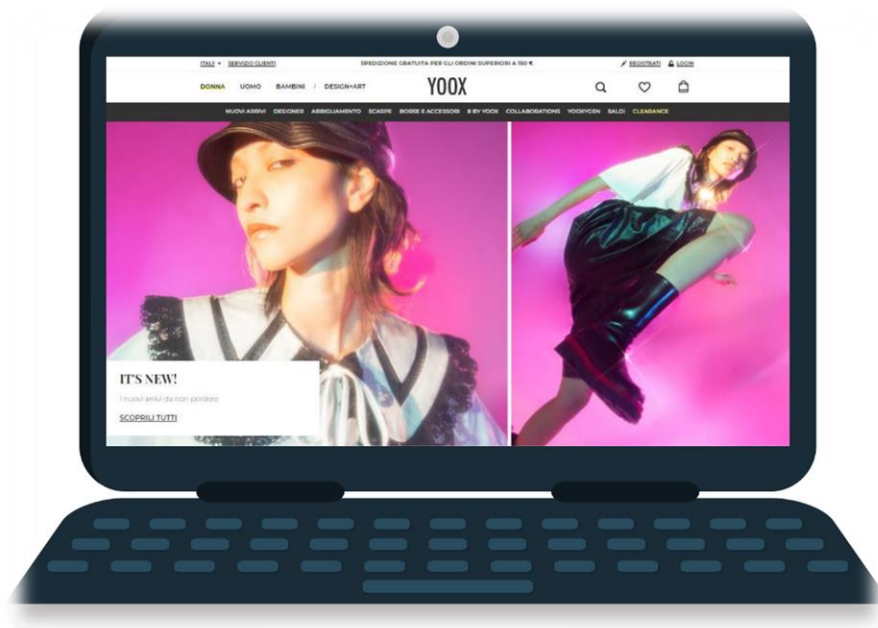 ITALY SERVIZIO CLIENTI SPEDIZIONE GRATUITA PER GLI ORDINI SUPERIORI A 150 € REGISTRATI LOGIN
DONNA UOMO BAMBINI / DESIGN+ART YOOX
NUOVI ARRIVI DESIGNER ABBIGLIAMENTO SCARPE BORSE E ACCESSORI 8 BY YOOX COLLABORATIONS YOOXYGEN SALDI CLEARANCE
IT'S NEW!
I nuovi arrivi da non perdere
SCOPRILI TUTTI